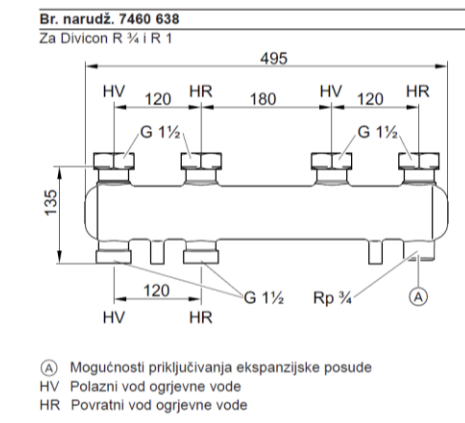 Br. narudž. 7460 638
Za Divicon R ¾ i R 1
495
HV 120 HR 180 HV 120 HR
G 1½ G 1½
135
120 G 1½ Rp ¾ A
HV HR
A Mogućnosti priključivanja ekspanzijske posude
HV Polazni vod ogrjevne vode
HR Povratni vod ogrjevne vode